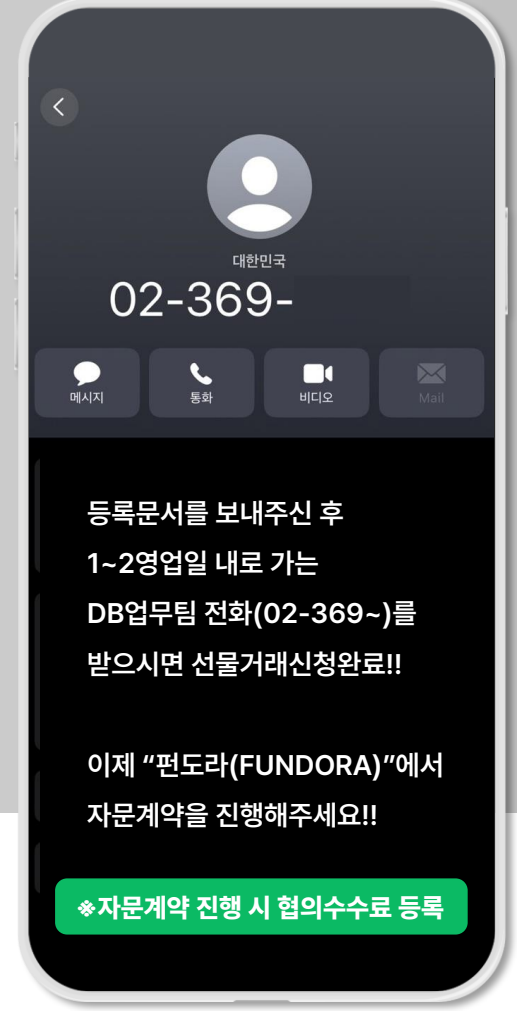 대한민국
02-369-
메시지
통화
비디오
Mail
등록문서를 보내주신 후
1~2영업일 내로 가는
DB업무팀 전화(02-369~)를
받으시면 선물거래신청완료!!
이제 “펀도라(FUNDORA)”에서
자문계약을 진행해주세요!!
※자문계약 진행 시 협의수수료 등록